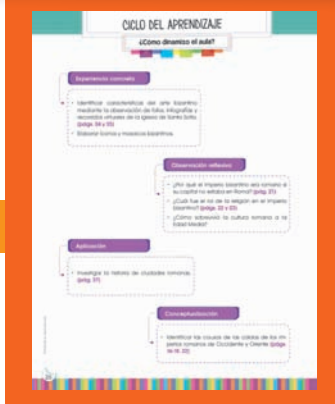 CICLO DEL APRENDIZAJE
¿Cómo dinamizo el aula?
Experiencia concreta
• Identificar características del arte bizantino
mediante la observación de fotos, infografías y
recorridos virtuales de la Iglesia de Santa Sofía.
(págs. 24 y 25)
• Elaborar íconos y mosaicos bizantinos.
Observación reflexiva
• ¿Por qué el Imperio bizantino era romano si
su capital no estaba en Roma? (pág. 21)
• ¿Cuál fue el rol de la religión en el Imperio
bizantino? (págs. 22 y 23)
• ¿Cómo sobrevivió la cultura romana a la
Edad Media?
Aplicación
• Investigar la historia de ciudades romanas.
(pág. 27)
Conceptualización
• Identificar las causas de las caídas de los im-
perios romanos de Occidente y Oriente (págs.